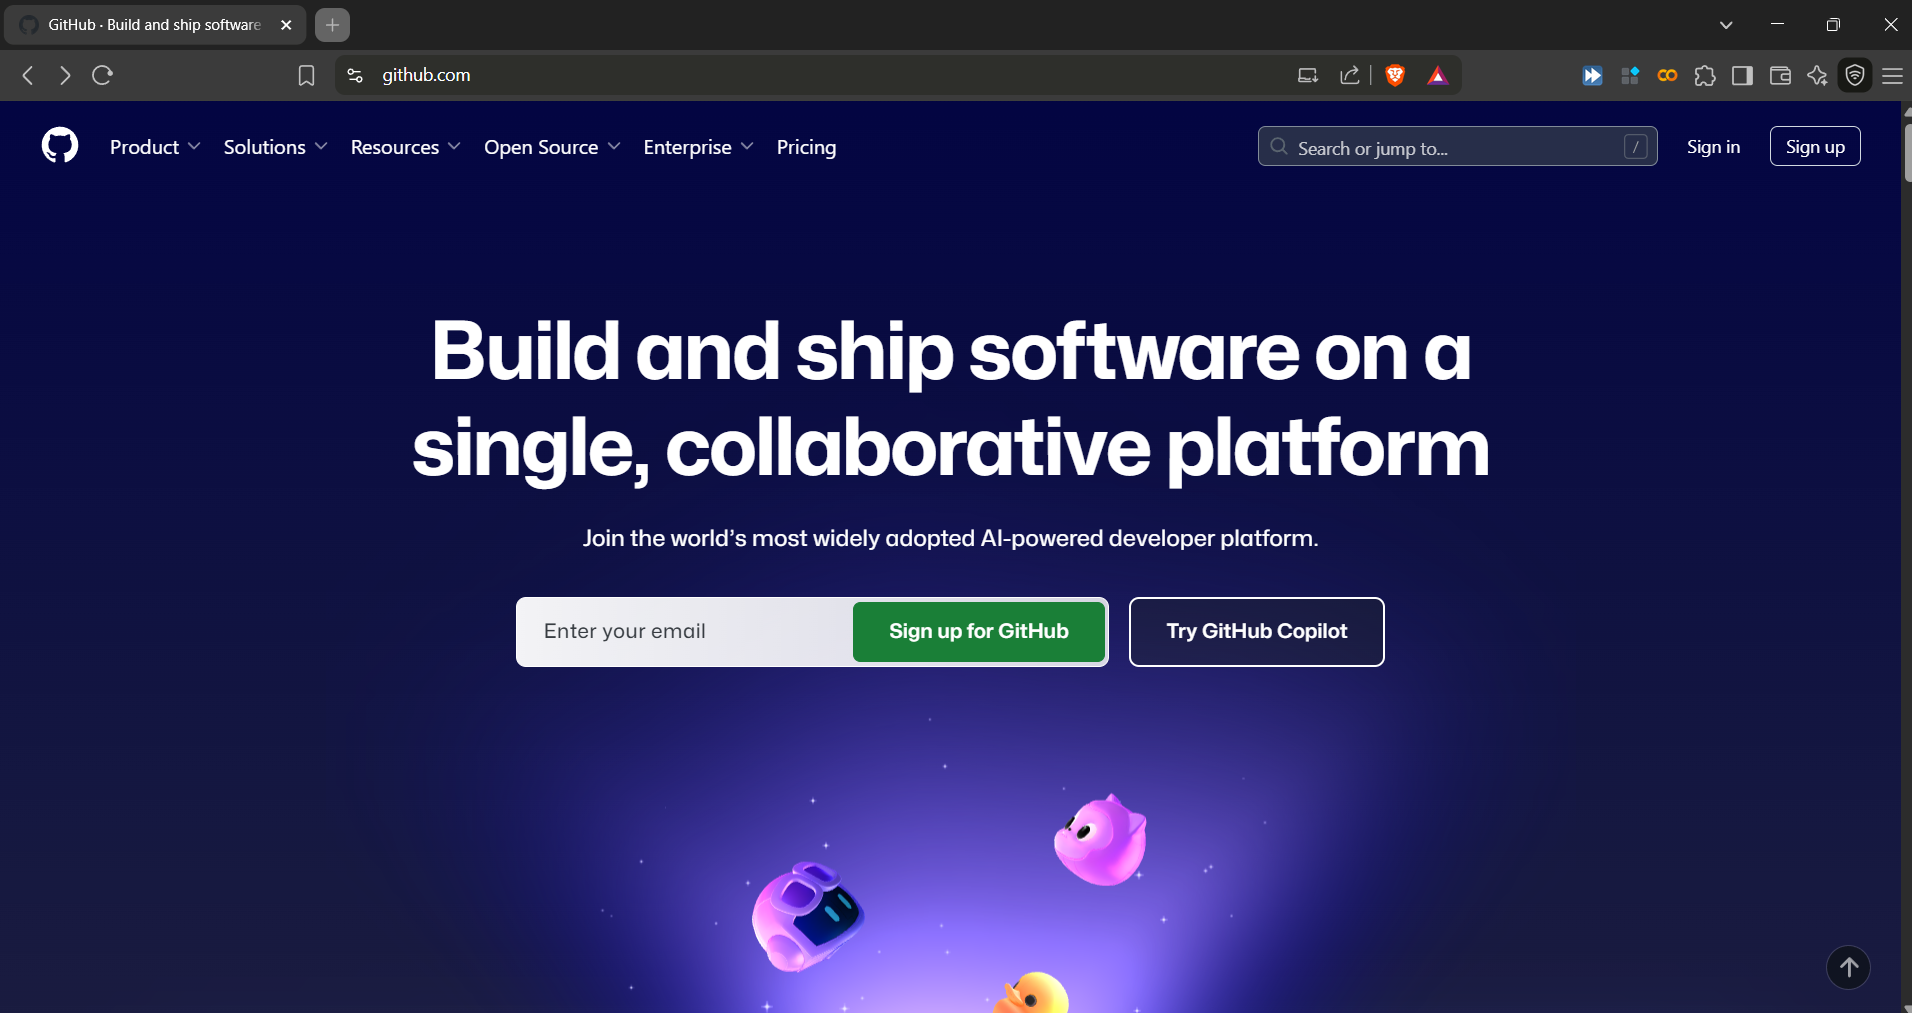 GitHub · Build and ship software
github.com
Product
Solutions
Resources
Open Source
Enterprise
Pricing
Search or jump to...
/
Sign in
Sign up
Build and ship software on a
single, collaborative platform
Join the world’s most widely adopted AI-powered developer platform.
Enter your email
Sign up for GitHub
Try GitHub Copilot